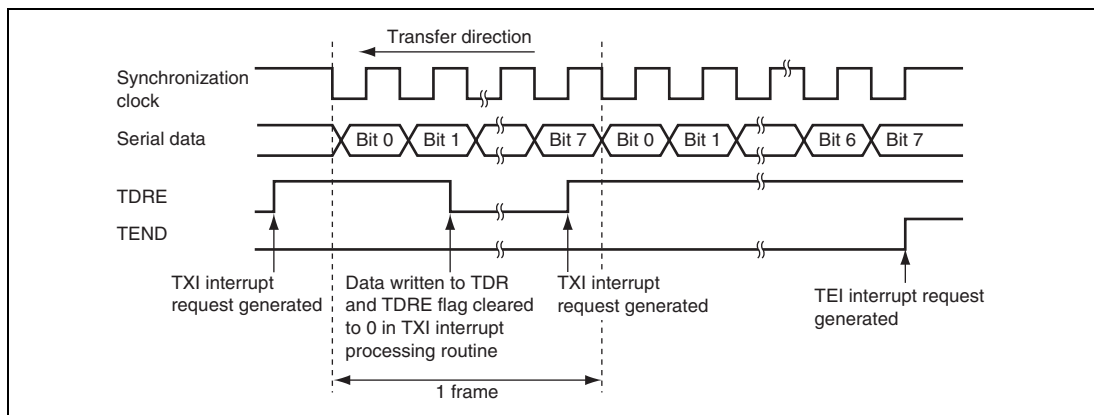 Transfer direction
Synchronization
clock
Serial data
Bit 0 Bit 1 Bit 7 Bit 0 Bit 1 Bit 6 Bit 7
TDRE
TEND
TXI interrupt
request generated
Data written to TDR
and TDRE flag cleared
to 0 in TXI interrupt
processing routine
TXI interrupt
request generated
TEI interrupt request
generated
1 frame